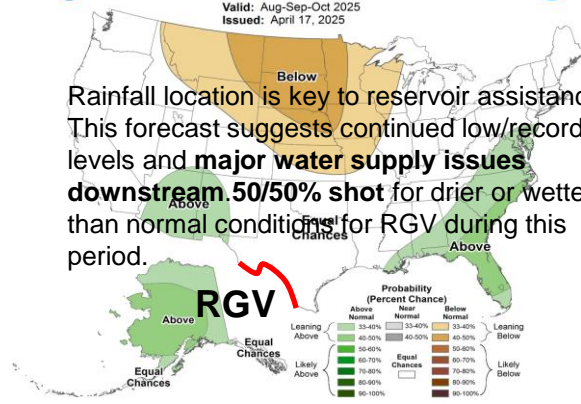 Valid: Aug-Sep-Oct 2025
Issued: April 17, 2025
Below
Rainfall location is key to reservoir
This forecast suggests continued low/record
levels and major water supply issues
downstream.50/50% shot for drier or
than normal conditions for RGV during this
period.
Above
Equal
Chances
Above
RGV
Above
Equal
Chances
Equal
Chances
Probability
(Percent Chance)
Above
Normal
Near
Normal
Below
Normal
Leaning
Above
33-40%
40-50%
50-60%
Likely
Above
60-70%
70-80%
80-90%
90-100%
33-40%
40-50%
Equal
Chances
33-40%
40-50%
50-60%
Leaning
Below
60-70%
70-80%
80-90%
90-100%
Likely
Below